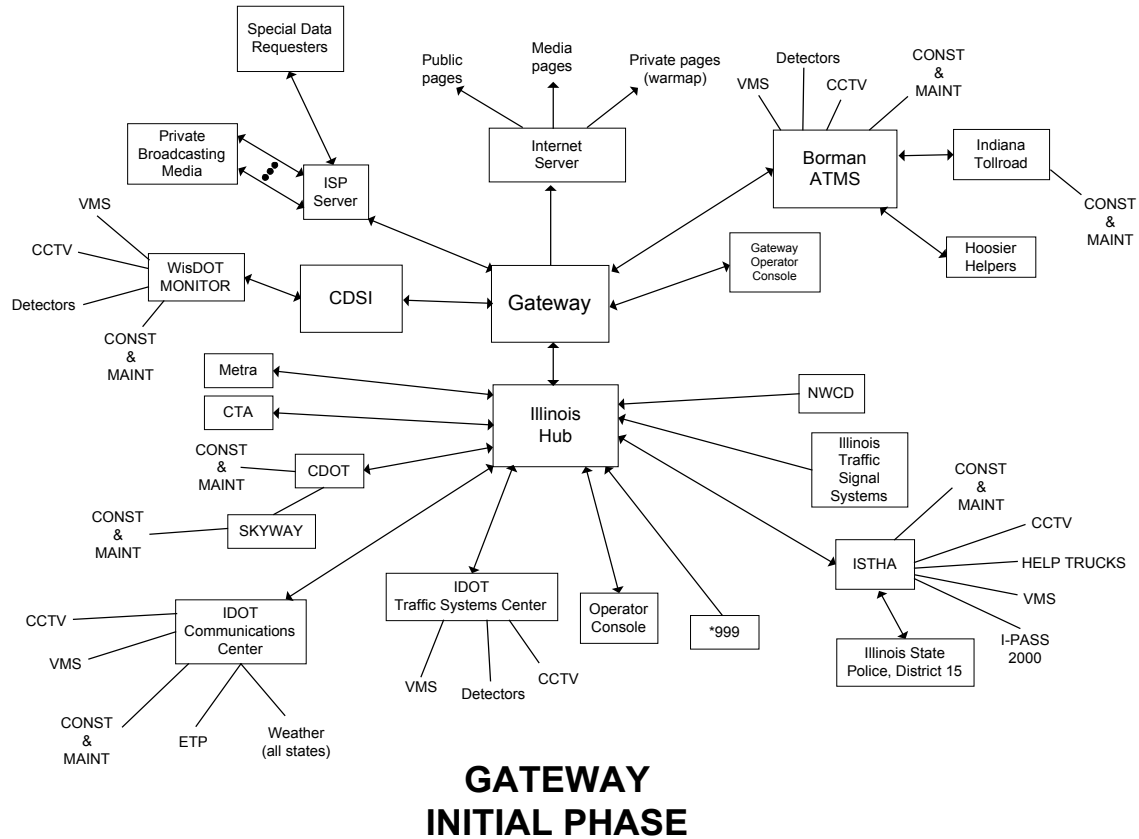 Special Data
Requesters
Public
pages
Media
pages
Private pages
(warmap)
Detectors
VMS
CCTV
CONST
&
MAINT
Private
Broadcasting
Media
ISP
Server
Internet
Server
Borman
ATMS
Indiana
Tollroad
CONST
&
MAINT
Hoosier
Helpers
VMS
CCTV
Detectors
WisDOT
MONITOR
CONST
&
MAINT
CDSI
Gateway
Gateway
Operator
Console
Metra
CTA
CONST
&
MAINT
CDOT
CONST
&
MAINT
SKYWAY
Illinois
Hub
NWCD
Illinois
Traffic
Signal
Systems
CONST
&
MAINT
CCTV
HELP TRUCKS
VMS
I-PASS
2000
ISTHA
Illinois State
Police, District 15
CCTV
VMS
IDOT
Communications
Center
CONST
&
MAINT
ETP
Weather
(all states)
IDOT
Traffic Systems Center
VMS
Detectors
CCTV
Operator
Console
*999
GATEWAY
INITIAL PHASE